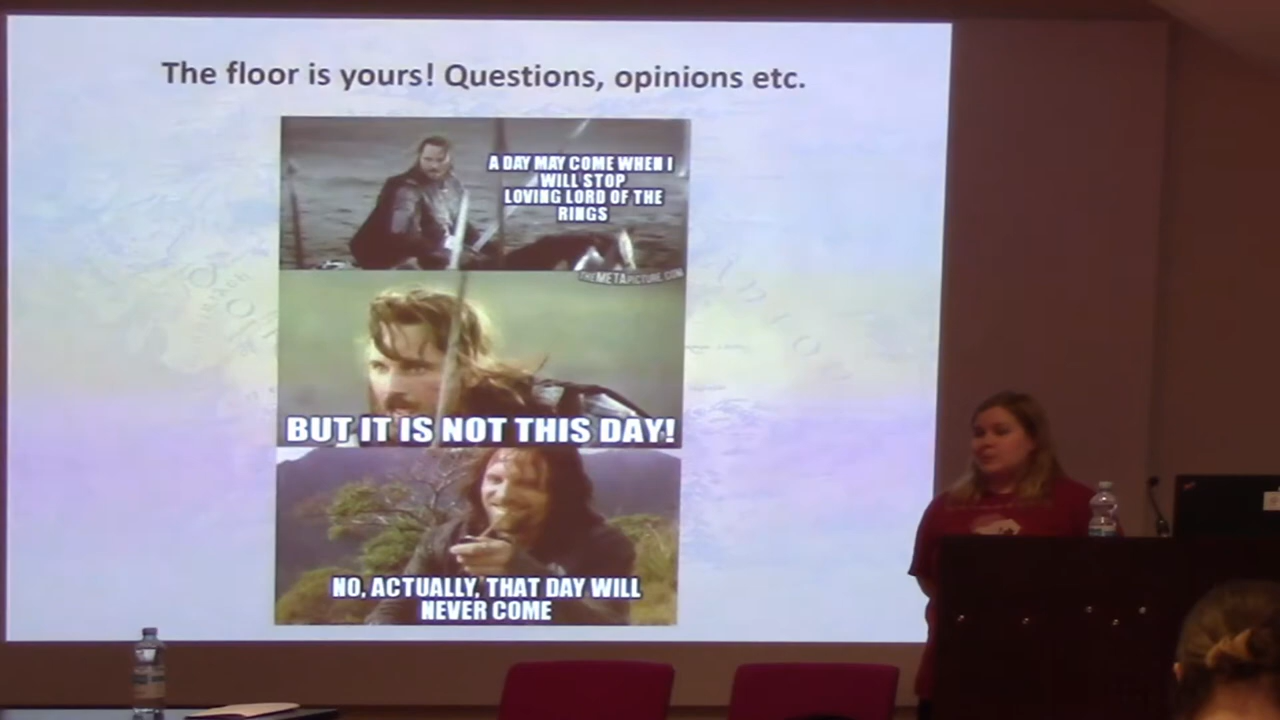 The floor is yours! Questions, opinions etc.
A DAY MAY COME WHEN I
WILL STOP
LOVING LORD OF THE
RINGS
THEMETAPICTURE.COM
BUT IT IS NOT THIS DAY!
NO, ACTUALLY, THAT DAY WILL
NEVER COME